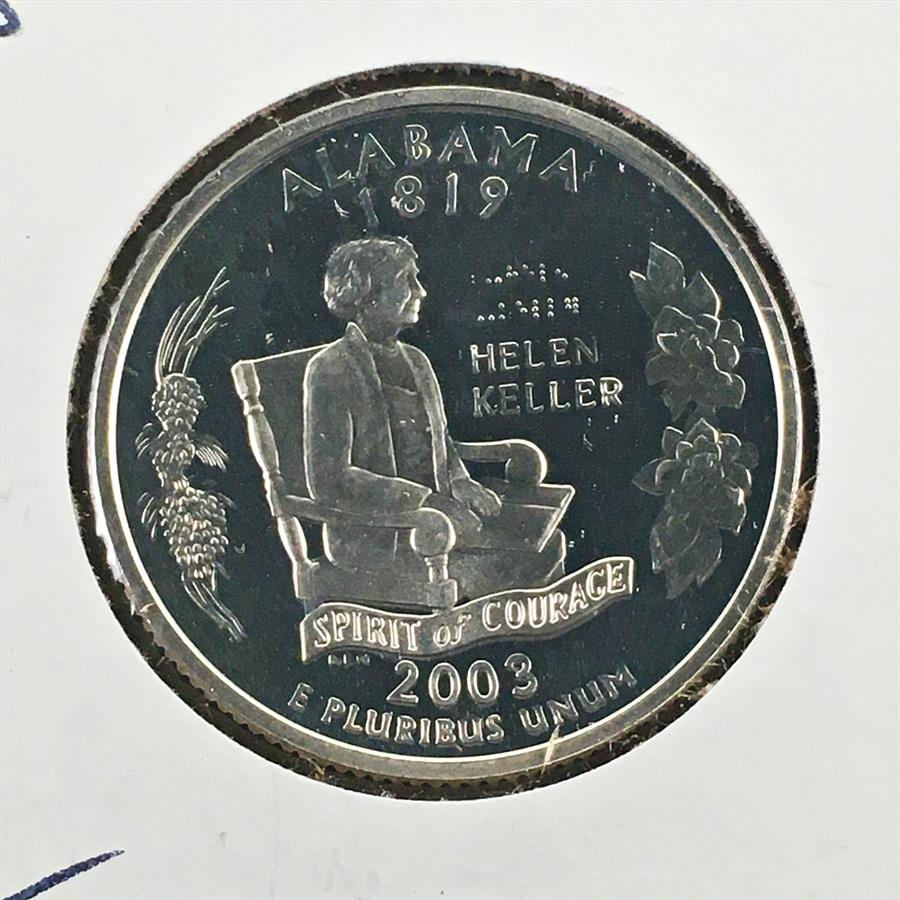 ALABAMA
1819
HELEN
KELLER
SPIRIT of COURAGE
2003
E PLURIBUS UNUM